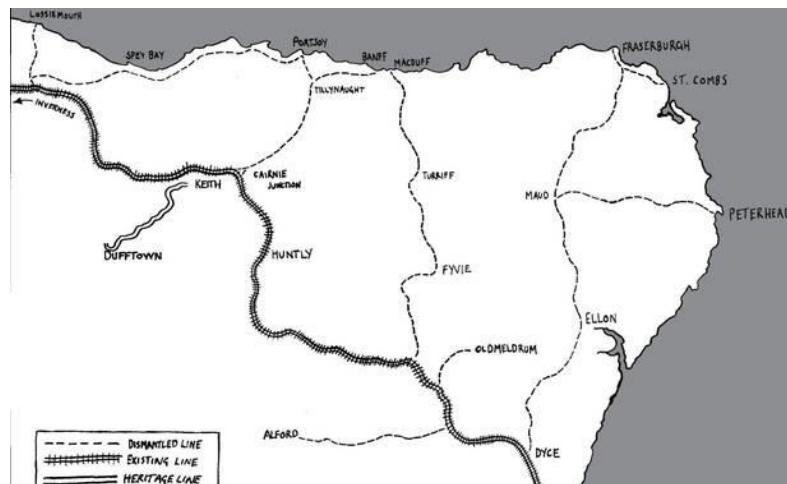 LOSSIEMOUTH
SPEY BAY
PORTSOY
BANFF
MACDUFF
FRASERBURGH
ST. COMBS
TILLYNAUGHT
INVERNESS
CAIRNIE
JUNCTION
KEITH
TURRIFF
MAUD
PETERHEAD
DUFFTOWN
HUNTLY
FYVIE
ELLON
OLDMELDRUM
ALFORD
DYCE
DISMANTLED LINE
EXISTING LINE
HERITAGE LINE